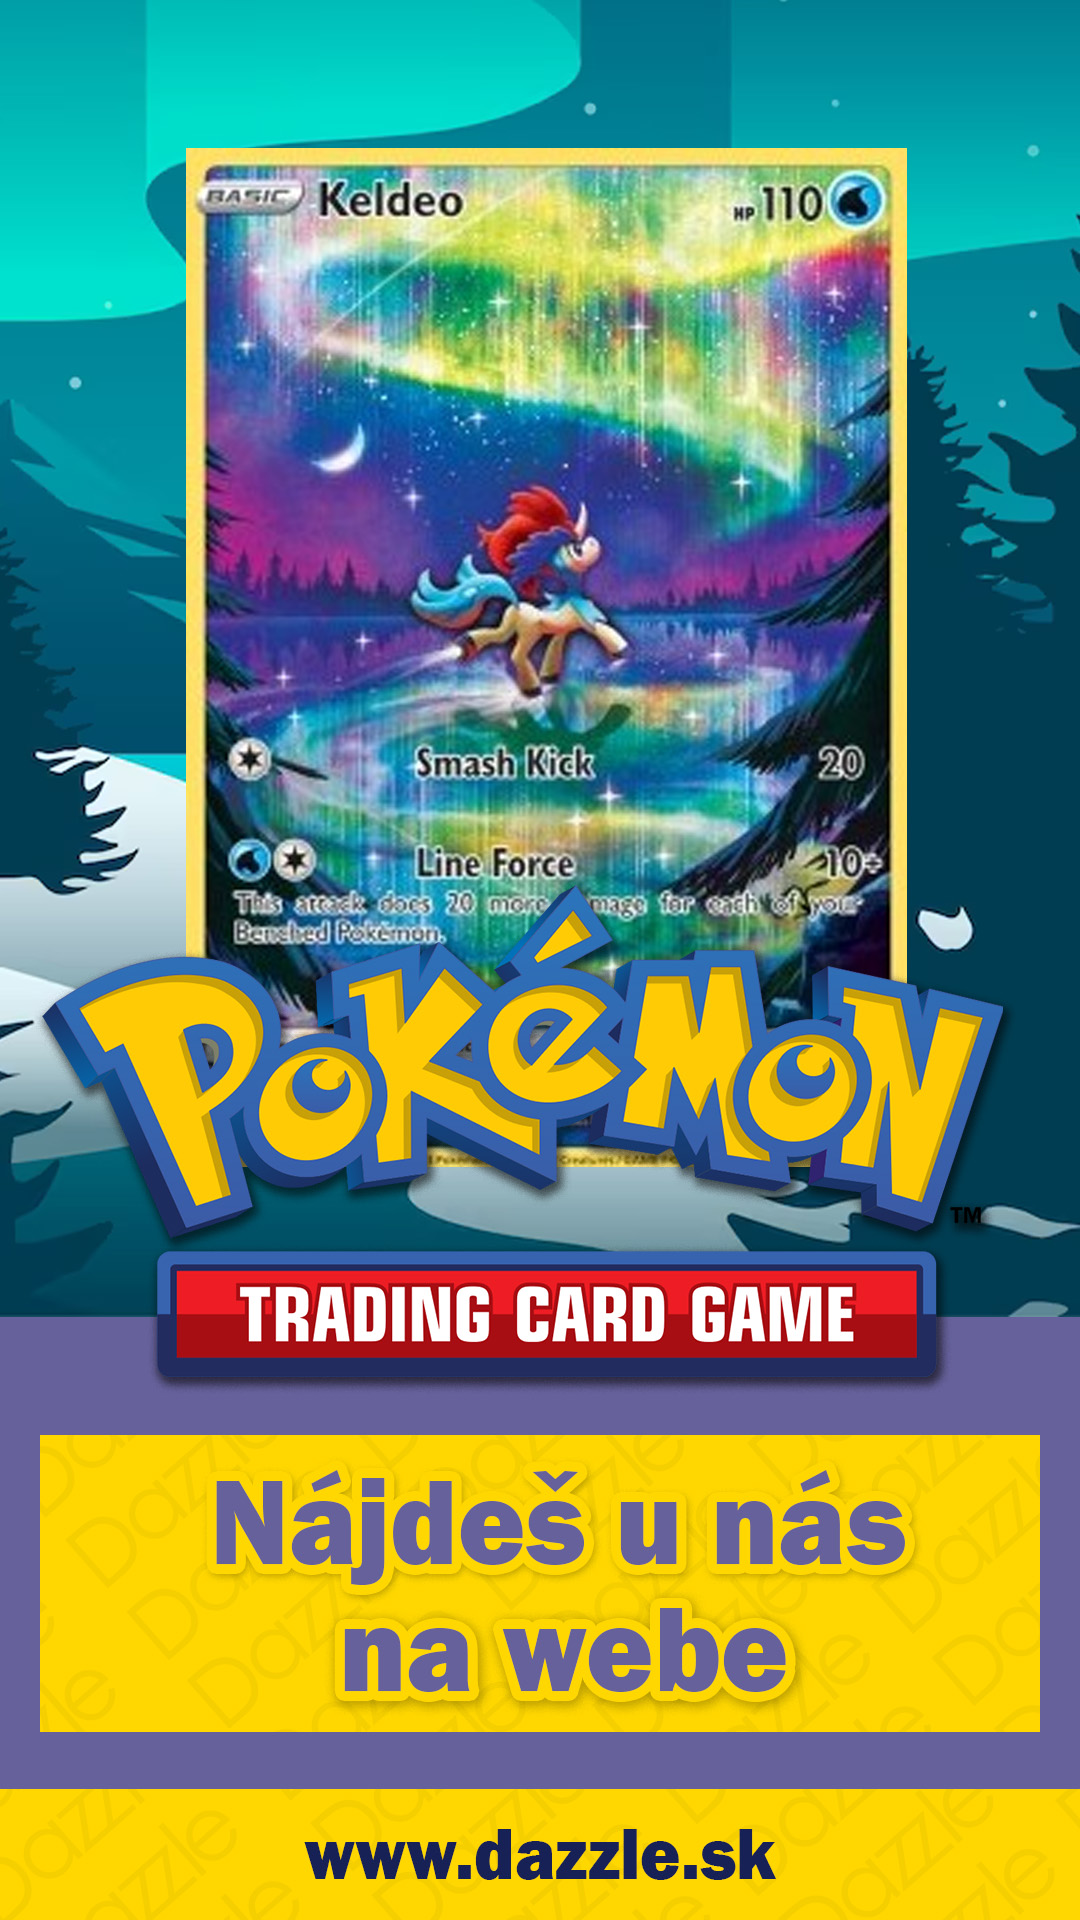 BASIC Keldeo HP 110
Smash Kick 20
Line Force 10+
This attack does 20 more for each of your
Benched Pokémon.
POKéMON
TM
TRADING CARD GAME
Nájdeš u nás
na webe
www.dazzle.sk
Dazzle